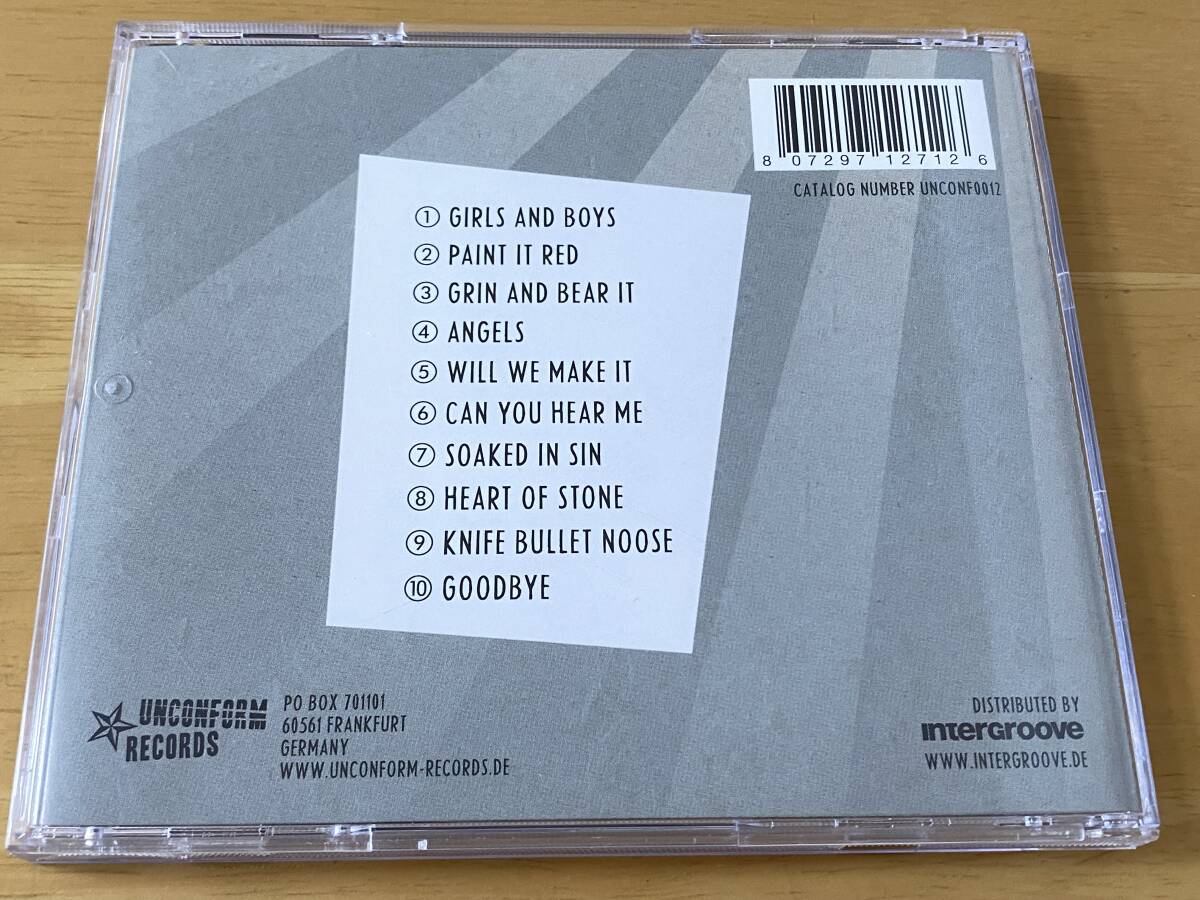 8 07297 12712 6
CATALOG NUMBER UNCONF0012
① GIRLS AND BOYS
② PAINT IT RED
③ GRIN AND BEAR IT
④ ANGELS
⑤ WILL WE MAKE IT
⑥ CAN YOU HEAR ME
⑦ SOAKED IN SIN
⑧ HEART OF STONE
⑨ KNIFE BULLET NOOSE
⑩ GOODBYE
UNCONFORM
RECORDS
PO BOX 701101
60561 FRANKFURT
GERMANY
WWW.UNCONFORM-RECORDS.DE
DISTRIBUTED BY
INTERGROOVE
WWW.INTERGROOVE.DE